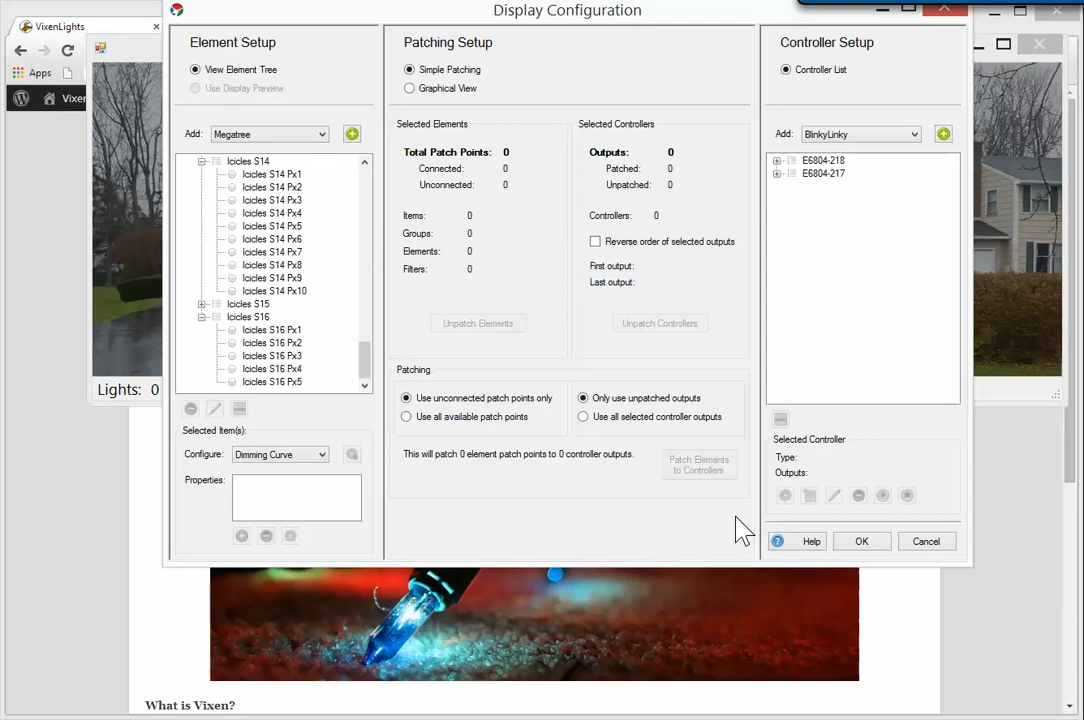 VixenLights
Apps
Vixen
Lights: 0
Display Configuration
Element Setup
View Element Tree
Use Display Preview
Add: Megatree
Icicles S14
Icicles S14 Px1
Icicles S14 Px2
Icicles S14 Px3
Icicles S14 Px4
Icicles S14 Px5
Icicles S14 Px6
Icicles S14 Px7
Icicles S14 Px8
Icicles S14 Px9
Icicles S14 Px10
Icicles S15
Icicles S16
Icicles S16 Px1
Icicles S16 Px2
Icicles S16 Px3
Icicles S16 Px4
Icicles S16 Px5
Selected Item(s):
Configure: Dimming Curve
Properties:
Patching Setup
Simple Patching
Graphical View
Selected Elements
Total Patch Points: 0
Connected: 0
Unconnected: 0
Items: 0
Groups: 0
Elements: 0
Filters: 0
Unpatch Elements
Selected Controllers
Outputs: 0
Patched: 0
Unpatched: 0
Controllers: 0
Reverse order of selected outputs
First output:
Last output:
Unpatch Controllers
Patching
Use unconnected patch points only
Use all available patch points
Only use unpatched outputs
Use all selected controller outputs
This will patch 0 element patch points to 0 controller outputs.
Patch Elements
to Controllers
Controller Setup
Controller List
Add: BlinkyLinky
E6804-218
E6804-217
Selected Controller
Type:
Outputs:
Help
OK
Cancel
What is Vixen?